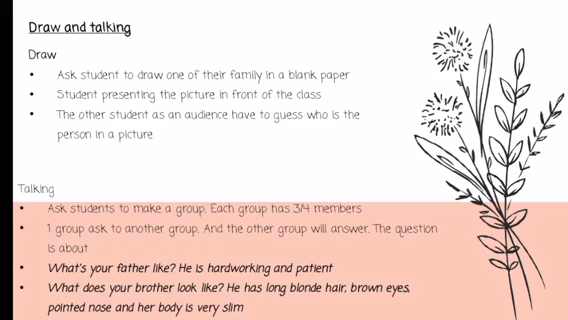 Draw and talking
Draw
• Ask student to draw one of their family in a blank paper
• Student presenting the picture in front of the class
• The other student as an audience have to guess who is the
person in a picture
Talking
• Ask students to make a group. Each group has 3/4 members
• 1 group ask to another group. And the other group will answer. The question
is about
• What's your father like? He is hardworking and patient
• What does your brother look like? He has long blonde hair, brown eyes,
pointed nose and her body is very slim